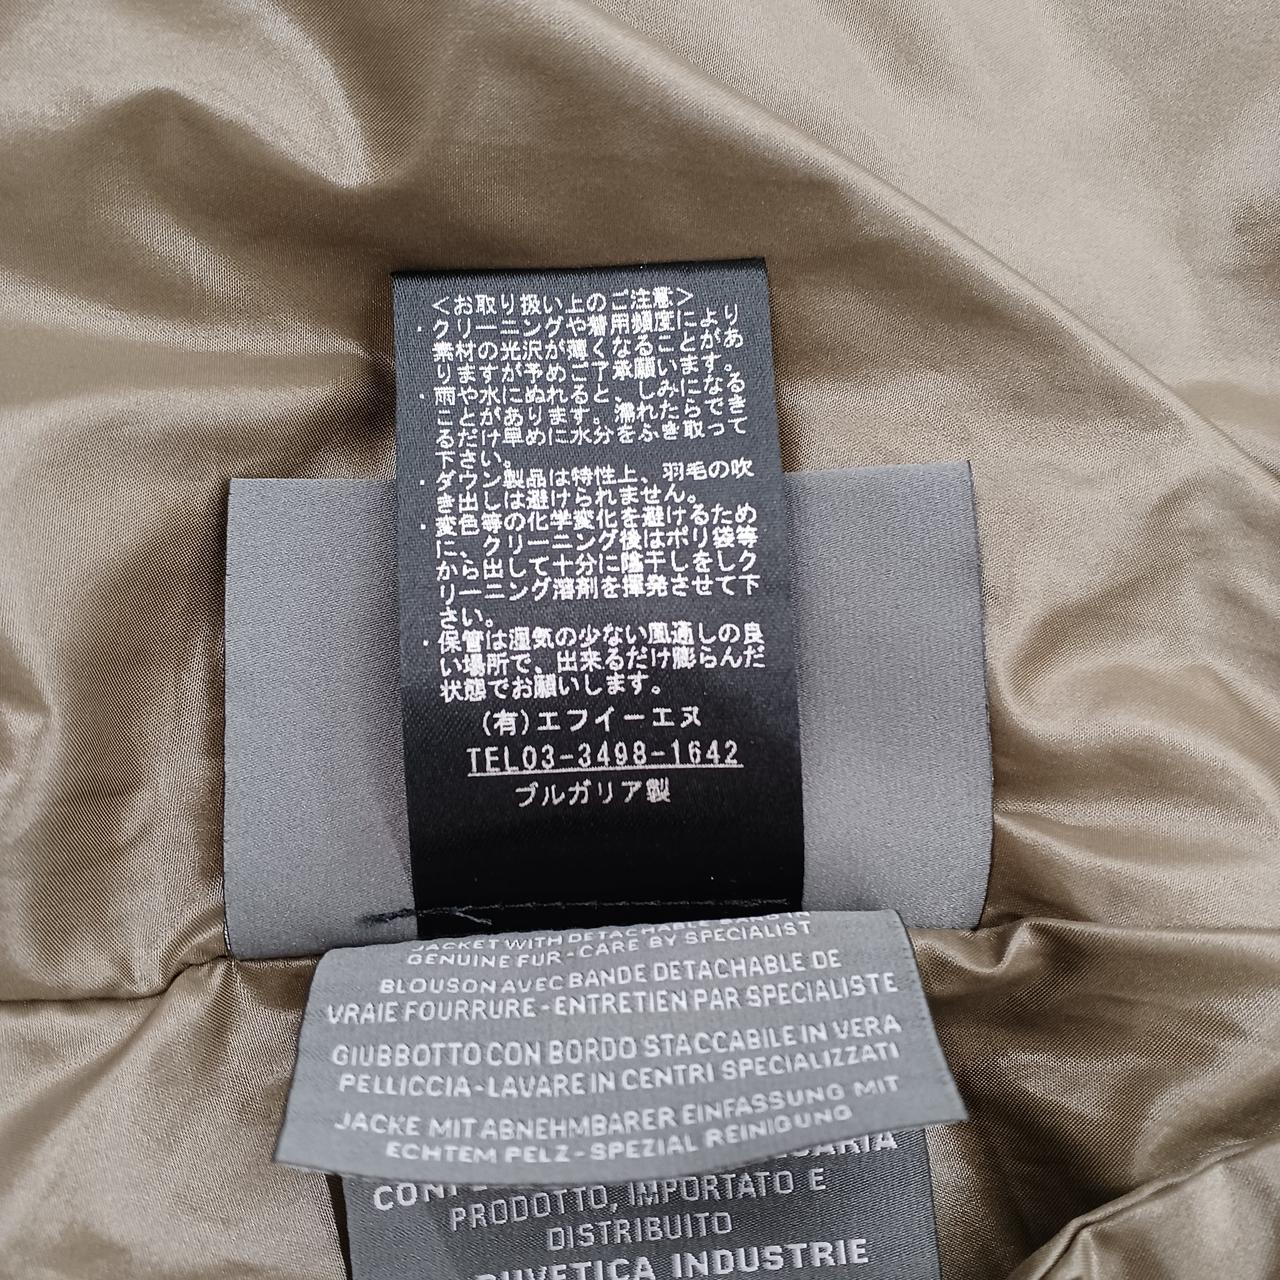 ＜お取り扱い上のご注意＞
・クリーニングや着用頻度により
素材の光沢が薄くなることがあ
りますが予めご了承願います。
・雨や水にぬれると、しみになる
ことがあります。濡れたらでき
るだけ早めに水分をふき取って
下さい。
・ダウン製品は特性上、羽毛の吹
き出しは避けられません。
・変色等の化学変化を避けるため
に、クリーニング後はポリ袋等
から出して十分に陰干しをしク
リーニング溶剤を揮発させて下
さい。
・保管は湿気の少ない風通しの良
い場所で、出来るだけ膨らんだ
状態でお願いします。
(有)エフイーエヌ
TEL03-3498-1642
ブルガリア製
JACKET WITH DETACHABLE BAND IN
GENUINE FUR - CARE BY SPECIALIST
BLOUSON AVEC BANDE DETACHABLE DE
VRAIE FOURRURE - ENTRETIEN PAR SPECIALISTE
GIUBBOTTO CON BORDO STACCABILE IN VERA
PELLICCIA - LAVARE IN CENTRI SPECIALIZZATI
JACKE MIT ABNEHMBARER EINFASSUNG MIT
ECHTEM PELZ - SPEZIAL REINIGUNG
PRODOTTO, IMPORTATO E
DISTRIBUITO
DUVETICA INDUSTRIE